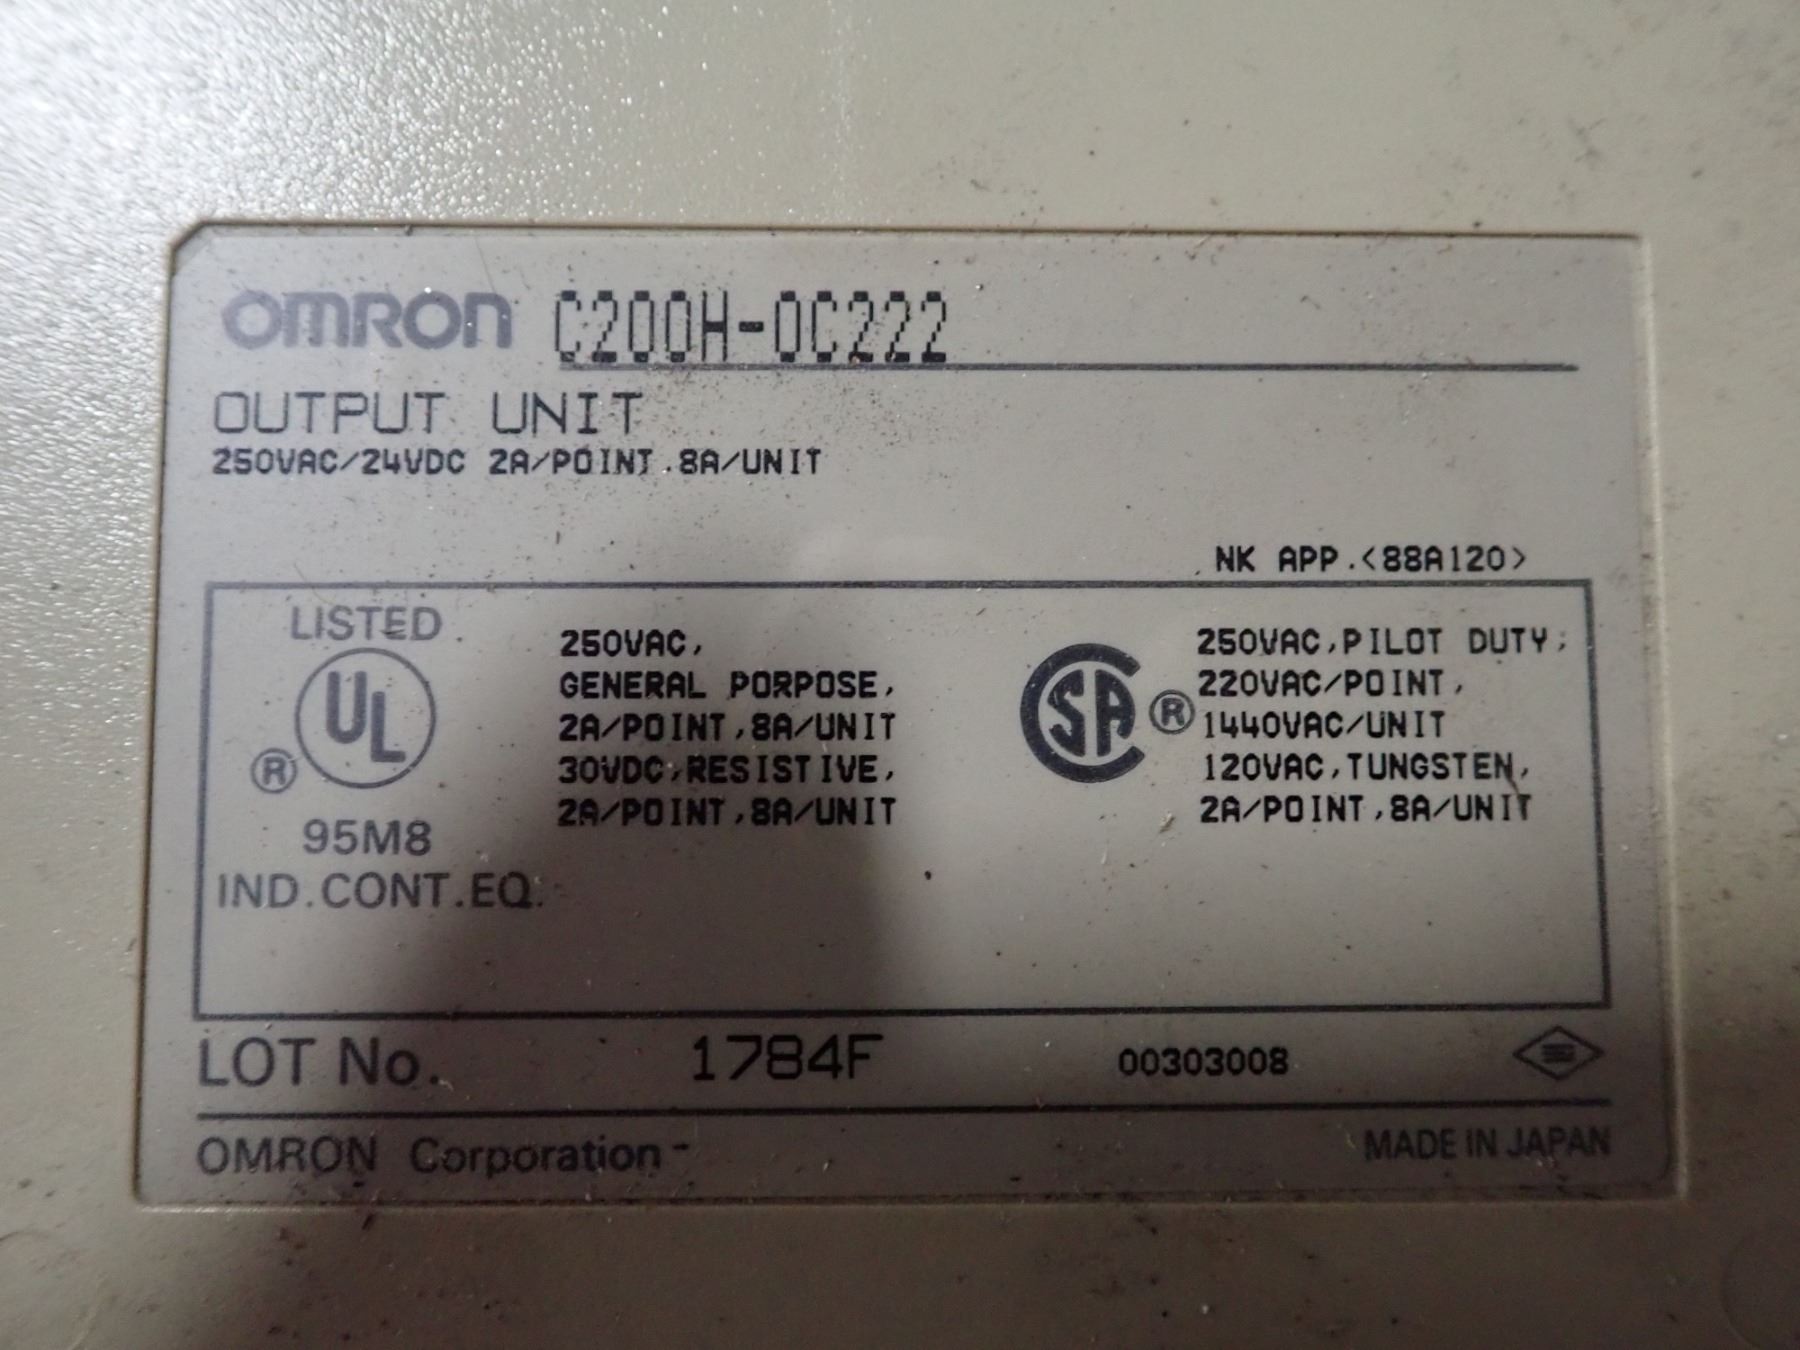 OMRON C200H-OC222
OUTPUT UNIT
250VAC/24VDC 2A/POINT,8A/UNIT
NK APP.<88A120>
LISTED
UL
®
95M8
IND.CONT.EQ.
250VAC,
GENERAL PORPOSE,
2A/POINT,8A/UNIT
30VDC,RESISTIVE,
2A/POINT,8A/UNIT
SA ®
250VAC,PILOT DUTY,
220VAC/POINT,
1440VAC/UNIT
120VAC,TUNGSTEN,
2A/POINT,8A/UNIT
LOT No. 1784F 00303008
OMRON Corporation MADE IN JAPAN